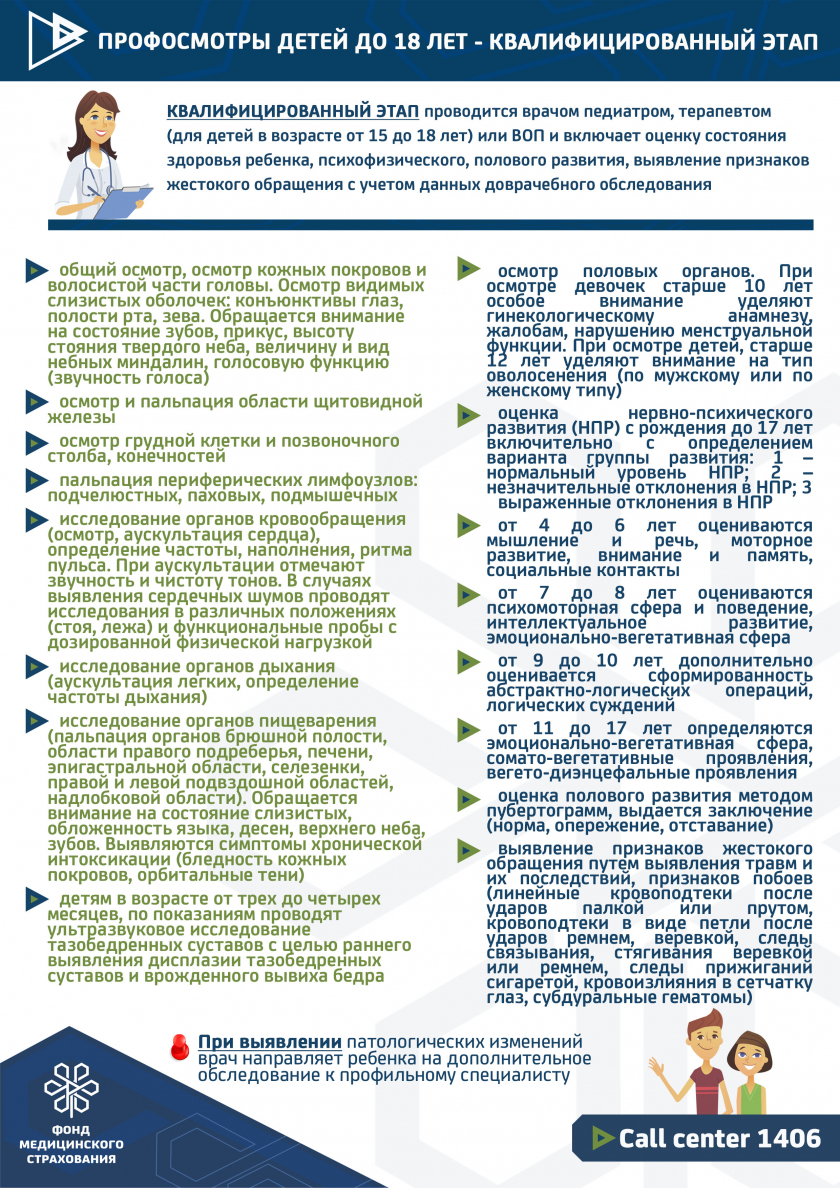 ПРОФОСМОТРЫ ДЕТЕЙ ДО 18 ЛЕТ - КВАЛИФИЦИРОВАННЫЙ ЭТАП
КВАЛИФИЦИРОВАННЫЙ ЭТАП проводится врачом педиатром, терапевтом
(для детей в возрасте от 15 до 18 лет) или ВОП и включает оценку состояния
здоровья ребенка, психофизического, полового развития, выявление признаков
жестокого обращения с учетом данных доврачебного обследования
общий осмотр, осмотр кожных покровов и
волосистой части головы. Осмотр видимых
слизистых оболочек: конъюнктивы глаз,
полости рта, зева. Обращается внимание
на состояние зубов, прикус, высоту
стояния твердого неба, величину и вид
небных миндалин, голосовую функцию
(звучность голоса)
осмотр и пальпация области щитовидной
железы
осмотр грудной клетки и позвоночного
столба, конечностей
пальпация периферических лимфоузлов:
подчелюстных, паховых, подмышечных
исследование органов кровообращения
(осмотр, аускультация сердца),
определение частоты, наполнения, ритма
пульса. При аускультации отмечают
звучность и чистоту тонов. В случаях
выявления сердечных шумов проводят
исследования в различных положениях
(стоя, лежа) и функциональные пробы с
дозированной физической нагрузкой
исследование органов дыхания
(аускультация легких, определение
частоты дыхания)
исследование органов пищеварения
(пальпация органов брюшной полости,
области правого подреберья, печени,
эпигастральной области, селезенки,
правой и левой подвздошной областей,
надлобковой области). Обращается
внимание на состояние слизистых,
обложенность языка, десен, верхнего неба,
зубов. Выявляются симптомы хронической
интоксикации (бледность кожных
покровов, орбитальные тени)
детям в возрасте от трех до четырех
месяцев, по показаниям проводят
ультразвуковое исследование
тазобедренных суставов с целью раннего
выявления дисплазии тазобедренных
суставов и врожденного вывиха бедра
осмотр половых органов. При
осмотре девочек старше 10 лет
особое внимание уделяют
гинекологическому анамнезу,
жалобам, нарушению менструальной
функции. При осмотре детей, старше
12 лет уделяют внимание на тип
оволосенения (по мужскому или по
женскому типу)
оценка нервно-психического
развития (НПР) с рождения до 17 лет
включительно с определением
варианта группы развития: 1 –
нормальный уровень НПР; 2 –
незначительные отклонения в НПР; 3
выраженные отклонения в НПР
от 4 до 6 лет оцениваются
мышление и речь, моторное
развитие, внимание и память,
социальные контакты
от 7 до 8 лет оцениваются
психомоторная сфера и поведение,
интеллектуальное развитие,
эмоционально-вегетативная сфера
от 9 до 10 лет дополнительно
оценивается сформированность
абстрактно-логических операций,
логических суждений
от 11 до 17 лет определяются
эмоционально-вегетативная сфера,
сомато-вегетативные проявления,
вегето-диэнцефальные проявления
оценка полового развития методом
пубертограмм, выдается заключение
(норма, опережение, отставание)
выявление признаков жестокого
обращения путем выявления травм и
их последствий, признаков побоев
(линейные кровоподтеки после
ударов палкой или прутом,
кровоподтеки в виде петли после
ударов ремнем, веревкой, следы
связывания, стягивания веревкой
или ремнем, следы прижиганий
сигаретой, кровоизлияния в сетчатку
глаз, субдуральные гематомы)
При выявлении патологических изменений
врач направляет ребенка на дополнительное
обследование к профильному специалисту
ФОНД
МЕДИЦИНСКОГО
СТРАХОВАНИЯ
Call center 1406